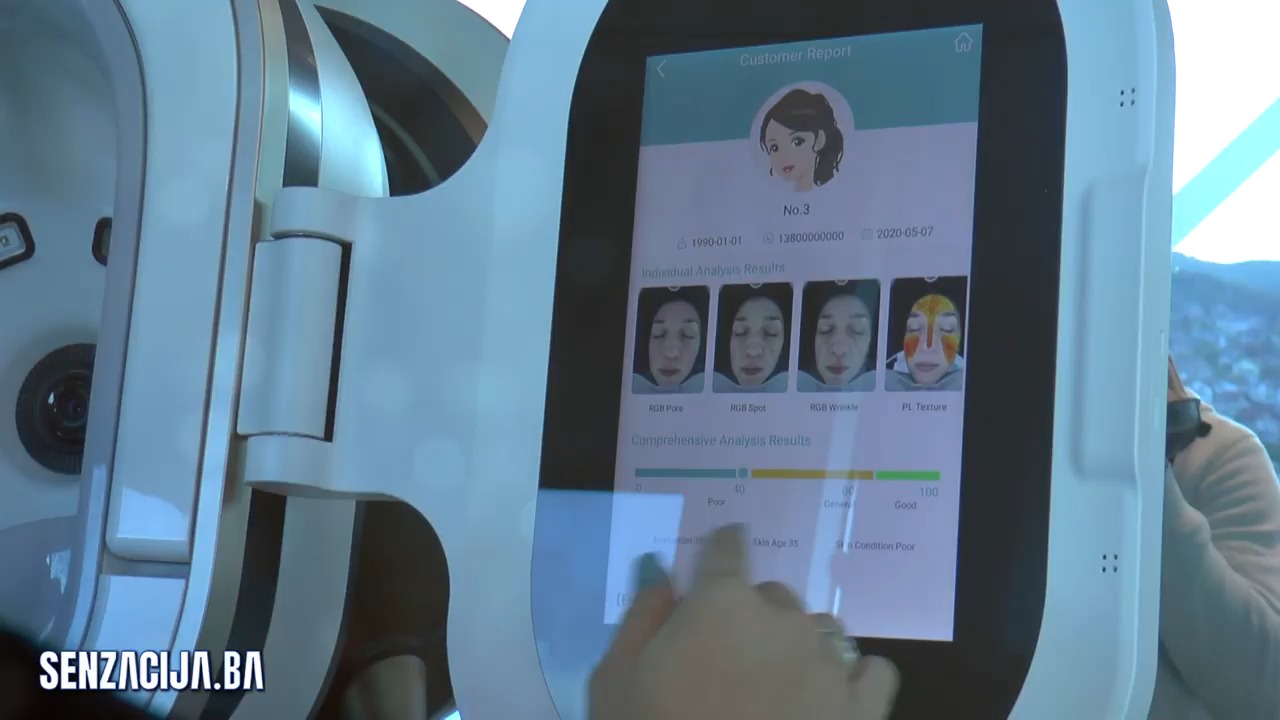 Customer Report
No.3
1990-01-01 13800000000 2020-05-07
Individual Analysis Results
RGB Pore RGB Spot RGB Wrinkle PL Texture
Comprehensive Analysis Results
0 40 80 100
Poor General Good
Skin Age:35 Skin Condition:Poor
SENZACIJA.BA